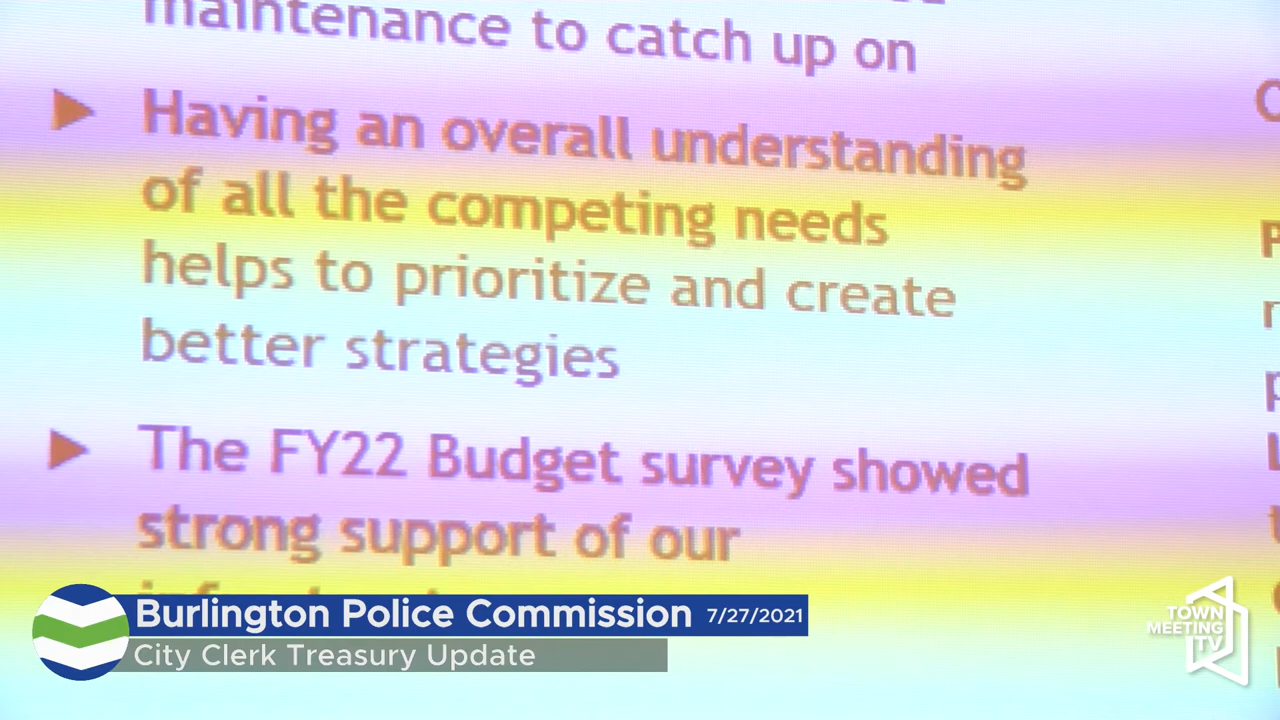 maintenance to catch up on
▶ Having an overall understanding
of all the competing needs
helps to prioritize and create
better strategies
▶ The FY22 Budget survey showed
strong support of our
Burlington Police Commission 7/27/2021
City Clerk Treasury Update
TOWN
MEETING
TV